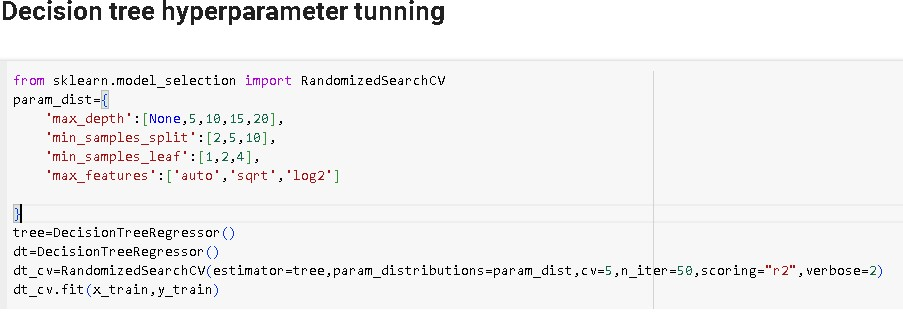 Decision tree hyperparameter tunning
from sklearn.model_selection import RandomizedSearchCV
param_dist={
    'max_depth':[None,5,10,15,20],
    'min_samples_split':[2,5,10],
    'min_samples_leaf':[1,2,4],
    'max_features':['auto','sqrt','log2']
}
tree=DecisionTreeRegressor()
dt=DecisionTreeRegressor()
dt_cv=RandomizedSearchCV(estimator=tree,param_distributions=param_dist,cv=5,n_iter=50,scoring="r2",verbose=2)
dt_cv.fit(x_train,y_train)